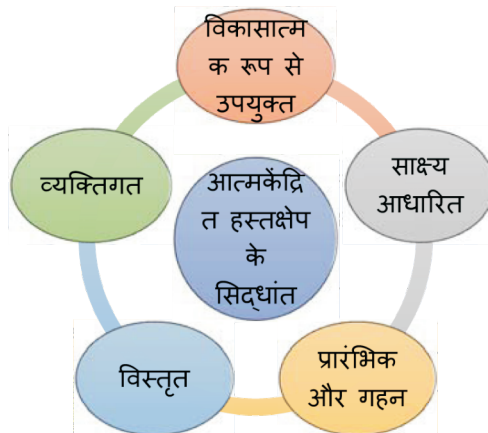 विकासात्म
क रूप से
उपयुक्त
साक्ष्य
आधारित
प्रारंभिक
और गहन
विस्तृत
व्यक्तिगत
आत्मकेंद्रि
त हस्तक्षेप
के
सिद्धांत